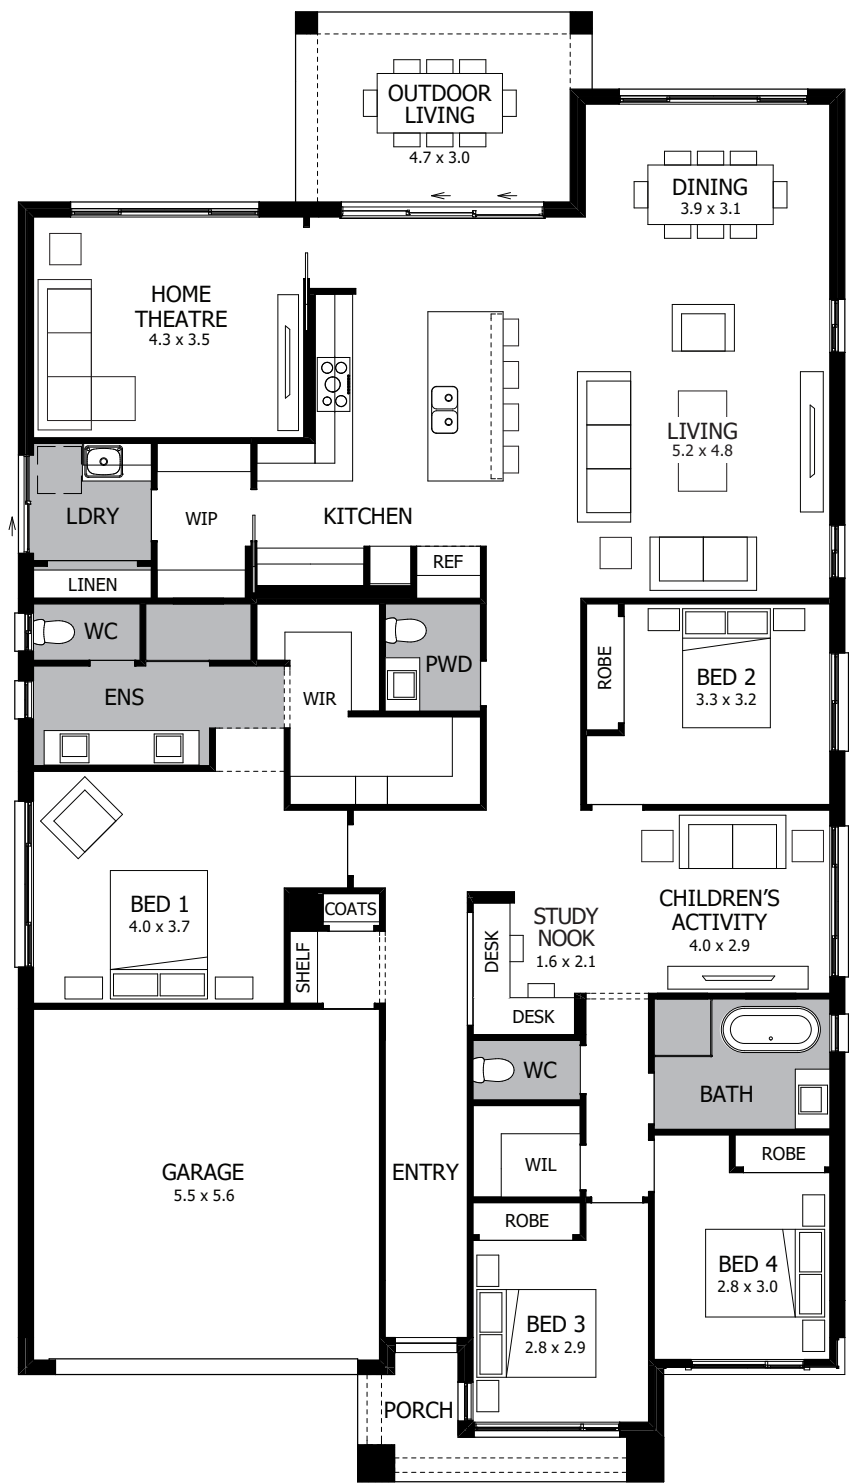 OUTDOOR
LIVING
4.7 x 3.0
DINING
3.9 x 3.1
HOME
THEATRE
4.3 x 3.5
LIVING
5.2 x 4.8
LDRY
WIP
KITCHEN
LINEN
REF
WC
PWD
ENS
WIR
ROBE
BED 2
3.3 x 3.2
BED 1
4.0 x 3.7
COATS
SHELF
DESK
STUDY
NOOK
1.6 x 2.1
DESK
CHILDREN'S
ACTIVITY
4.0 x 2.9
WC
BATH
GARAGE
5.5 x 5.6
ENTRY
WIL
ROBE
ROBE
BED 4
2.8 x 3.0
BED 3
2.8 x 2.9
PORCH